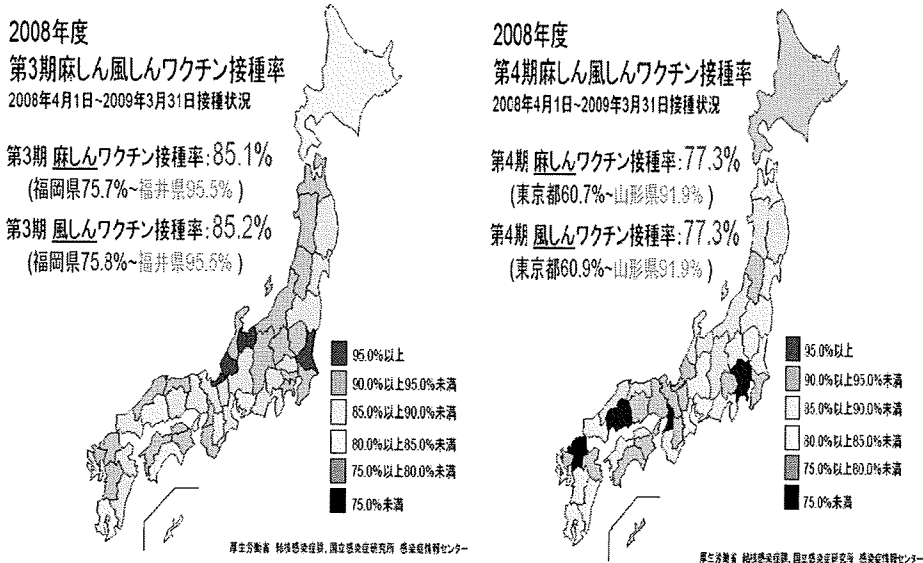 2008年度
第3期麻しん風しんワクチン接種率
2008年4月1日~2009年3月31日接種状況
第3期 麻しんワクチン接種率:85.1%
(福岡県75.7%~福井県95.5% )
第3期 風しんワクチン接種率:85.2%
(福岡県75.8%~福井県95.5% )
95.0%以上
90.0%以上95.0%未満
85.0%以上90.0%未満
80.0%以上85.0%未満
75.0%以上80.0%未満
75.0%未満
厚生労働省 結核感染症課, 国立感染症研究所 感染症情報センター
2008年度
第4期麻しん風しんワクチン接種率
2008年4月1日~2009年3月31日接種状況
第4期 麻しんワクチン接種率:77.3%
(東京都60.7%~山形県91.9% )
第4期 風しんワクチン接種率:77.3%
(東京都60.9%~山形県91.9% )
95.0%以上
90.0%以上95.0%未満
85.0%以上90.0%未満
80.0%以上85.0%未満
75.0%以上80.0%未満
75.0%未満
厚生労働省 結核感染症課, 国立感染症研究所 感染症情報センター